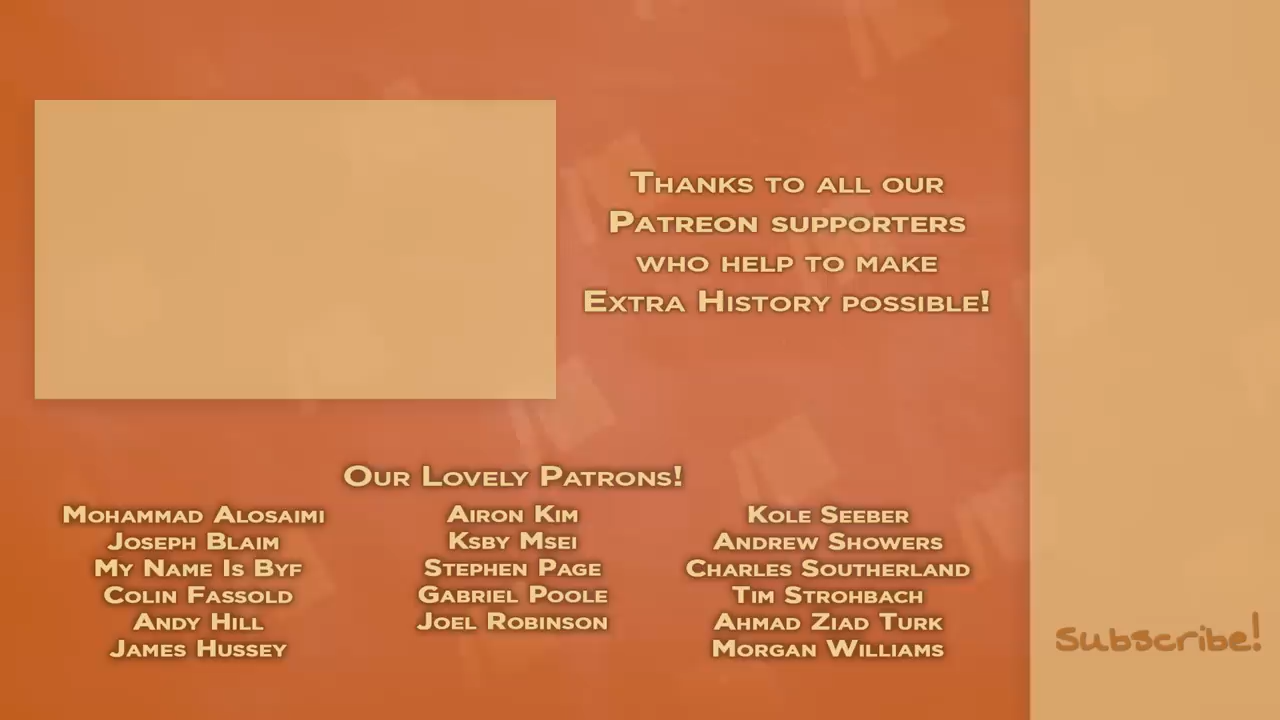 Thanks to all our
Patreon supporters
who help to make
Extra History possible!
Our Lovely Patrons!
Mohammad Alosaimi
Joseph Blaim
My Name Is Byf
Colin Fassold
Andy Hill
James Hussey
Airon Kim
Ksby Msei
Stephen Page
Gabriel Poole
Joel Robinson
Kole Seeber
Andrew Showers
Charles Southerland
Tim Strohbach
Ahmad Ziad Turk
Morgan Williams
Subscribe!